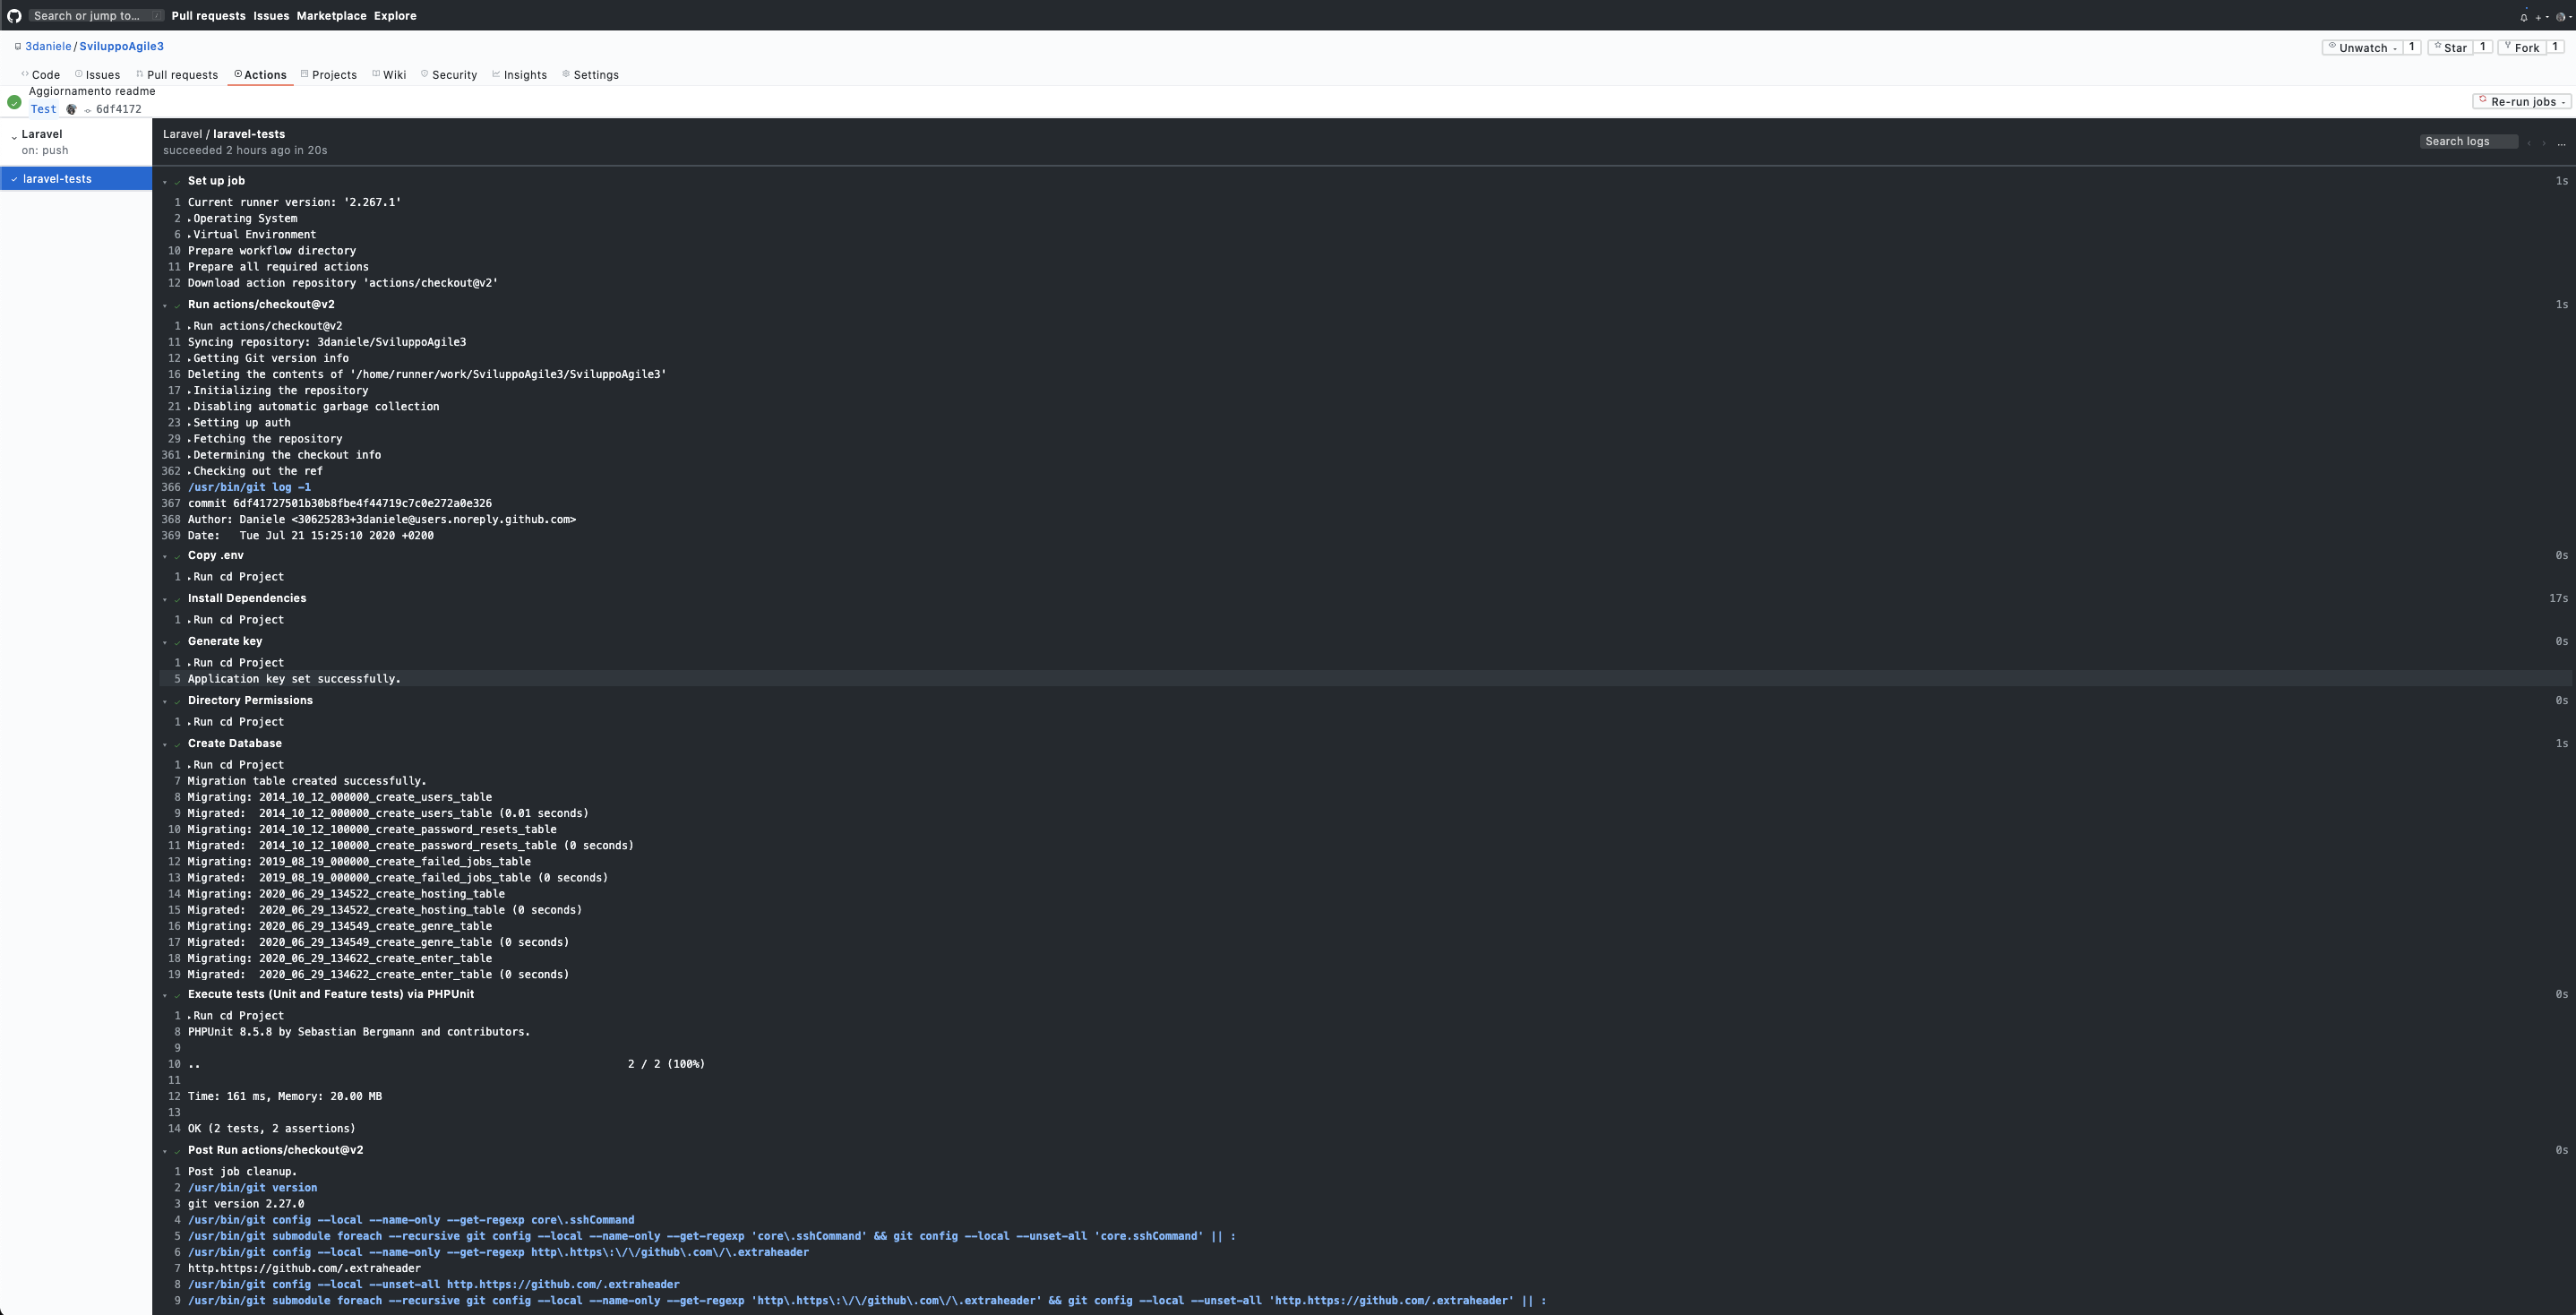 Search or jump to... / Pull requests Issues Marketplace Explore
3daniele / SviluppoAgile3
Unwatch 1 Star 1 Fork 1
Code Issues Pull requests Actions Projects Wiki Security Insights Settings
Aggiornamento readme
Test 6df4172
Re-run jobs
Laravel
on: push
laravel-tests
Laravel / laravel-tests
succeeded 2 hours ago in 20s
Search logs ...
Set up job 1s
1 Current runner version: '2.267.1'
2 Operating System
6 Virtual Environment
10 Prepare workflow directory
11 Prepare all required actions
12 Download action repository 'actions/checkout@v2'
Run actions/checkout@v2 1s
1 Run actions/checkout@v2
11 Syncing repository: 3daniele/SviluppoAgile3
12 Getting Git version info
16 Deleting the contents of '/home/runner/work/SviluppoAgile3/SviluppoAgile3'
17 Initializing the repository
21 Disabling automatic garbage collection
23 Setting up auth
29 Fetching the repository
361 Determining the checkout info
362 Checking out the ref
366 /usr/bin/git log -1
367 commit 6df41727501b30b8fbe4f44719c7c0e272a0e326
368 Author: Daniele <30625283+3daniele@users.noreply.github.com>
369 Date:   Tue Jul 21 15:25:10 2020 +0200
Copy .env 0s
1 Run cd Project
Install Dependencies 17s
1 Run cd Project
Generate key 0s
1 Run cd Project
5 Application key set successfully.
Directory Permissions 0s
1 Run cd Project
Create Database 1s
1 Run cd Project
7 Migration table created successfully.
8 Migrating: 2014_10_12_000000_create_users_table
9 Migrated:  2014_10_12_000000_create_users_table (0.01 seconds)
10 Migrating: 2014_10_12_100000_create_password_resets_table
11 Migrated:  2014_10_12_100000_create_password_resets_table (0 seconds)
12 Migrating: 2019_08_19_000000_create_failed_jobs_table
13 Migrated:  2019_08_19_000000_create_failed_jobs_table (0 seconds)
14 Migrating: 2020_06_29_134522_create_hosting_table
15 Migrated:  2020_06_29_134522_create_hosting_table (0 seconds)
16 Migrating: 2020_06_29_134549_create_genre_table
17 Migrated:  2020_06_29_134549_create_genre_table (0 seconds)
18 Migrating: 2020_06_29_134622_create_enter_table
19 Migrated:  2020_06_29_134622_create_enter_table (0 seconds)
Execute tests (Unit and Feature tests) via PHPUnit 0s
1 Run cd Project
8 PHPUnit 8.5.8 by Sebastian Bergmann and contributors.
9
10 .. 2 / 2 (100%)
11
12 Time: 161 ms, Memory: 20.00 MB
13
14 OK (2 tests, 2 assertions)
Post Run actions/checkout@v2 0s
1 Post job cleanup.
2 /usr/bin/git version
3 git version 2.27.0
4 /usr/bin/git config --local --name-only --get-regexp core\.sshCommand
5 /usr/bin/git submodule foreach --recursive git config --local --name-only --get-regexp 'core\.sshCommand' && git config --local --unset-all 'core.sshCommand' || :
6 /usr/bin/git config --local --name-only --get-regexp http\.https\:\/\/github\.com\/\.extraheader
7 http.https://github.com/.extraheader
8 /usr/bin/git config --local --unset-all http.https://github.com/.extraheader
9 /usr/bin/git submodule foreach --recursive git config --local --name-only --get-regexp 'http\.https\:\/\/github\.com\/\.extraheader' && git config --local --unset-all 'http.https://github.com/.extraheader' || :